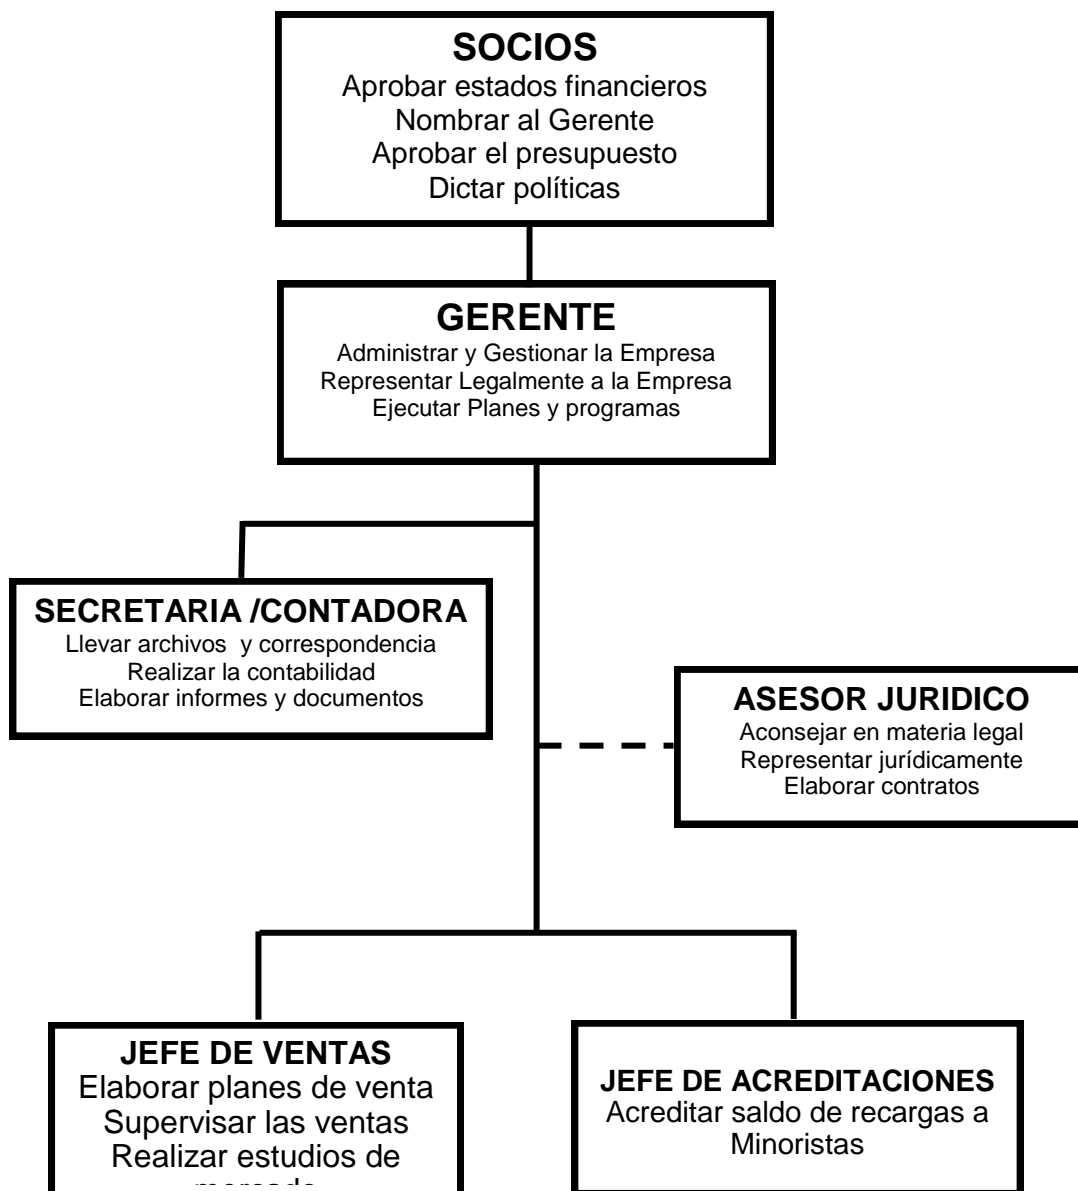 SOCIOS
Aprobar estados financieros
Nombrar al Gerente
Aprobar el presupuesto
Dictar políticas
GERENTE
Administrar y Gestionar la Empresa
Representar Legalmente a la Empresa
Ejecutar Planes y programas
SECRETARIA /CONTADORA
Llevar archivos  y correspondencia
Realizar la contabilidad
Elaborar informes y documentos
ASESOR JURIDICO
Aconsejar en materia legal
Representar jurídicamente
Elaborar contratos
JEFE DE VENTAS
Elaborar planes de venta
Supervisar las ventas
Realizar estudios de
JEFE DE ACREDITACIONES
Acreditar saldo de recargas a
Minoristas